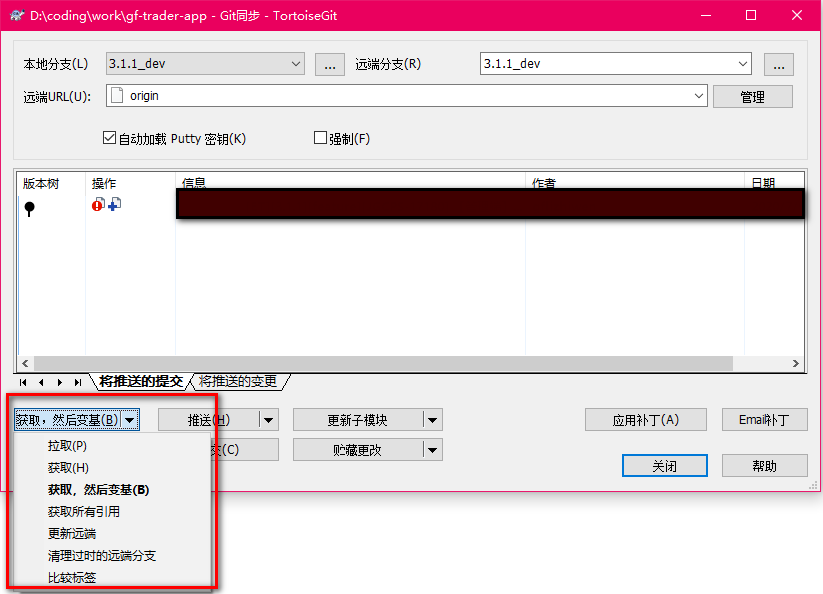 D:\coding\work\gf-trader-app - Git同步 - TortoiseGit
本地分支(L) 3.1.1_dev ... 远端分支(R) 3.1.1_dev ...
远端URL(U): origin 管理
自动加载 Putty 密钥(K) 强制(F)
版本树 操作 信息 作者 日期
将推送的提交 将推送的变更
获取，然后变基(B) 推送(H) 更新子模块 应用补丁(A) Email补丁
交(C) 贮藏更改 关闭 帮助
拉取(P)
获取(H)
获取，然后变基(B)
获取所有引用
更新远端
清理过时的远端分支
比较标签